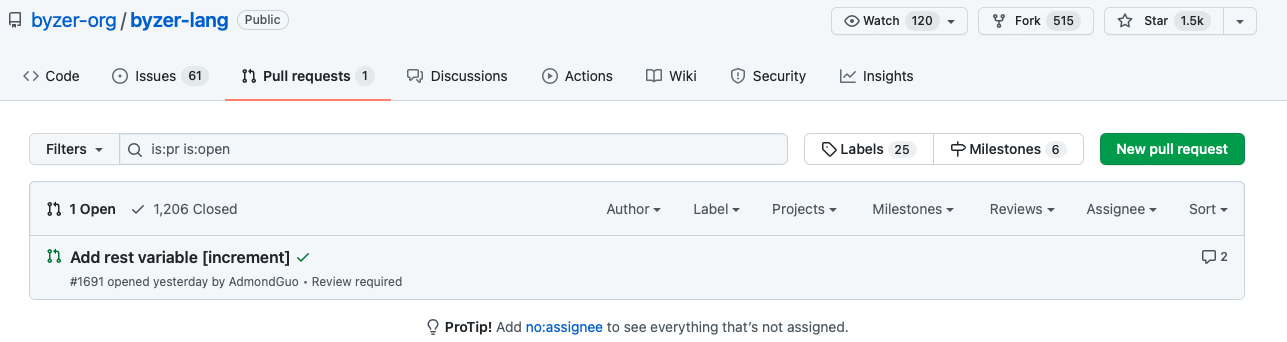 byzer-org / byzer-lang Public Watch 120 Fork 515 Star 1.5k
Code Issues 61 Pull requests 1 Discussions Actions Wiki Security Insights
Filters is:pr is:open Labels 25 Milestones 6 New pull request
1 Open 1,206 Closed Author Label Projects Milestones Reviews Assignee Sort
Add rest variable [increment] 2
#1691 opened yesterday by AdmondGuo • Review required
ProTip! Add no:assignee to see everything that's not assigned.